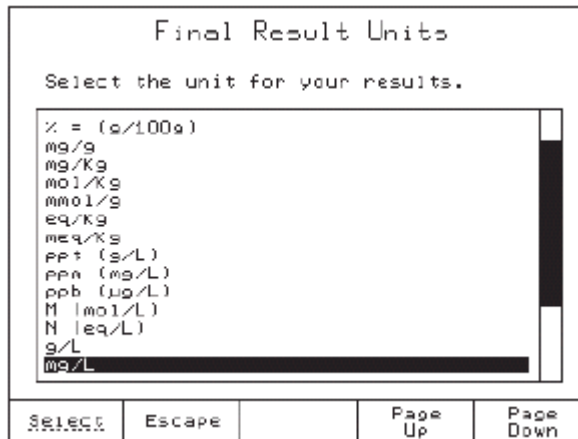 Final Result Units
Select the unit for your results.
% = (g/100g)
mg/g
mg/Kg
mol/Kg
mmol/g
eq/Kg
meq/Kg
ppt (g/L)
ppm (mg/L)
ppb (µg/L)
M (mol/L)
N (eq/L)
g/L
mg/L
Select
Escape
Page Up
Page Down